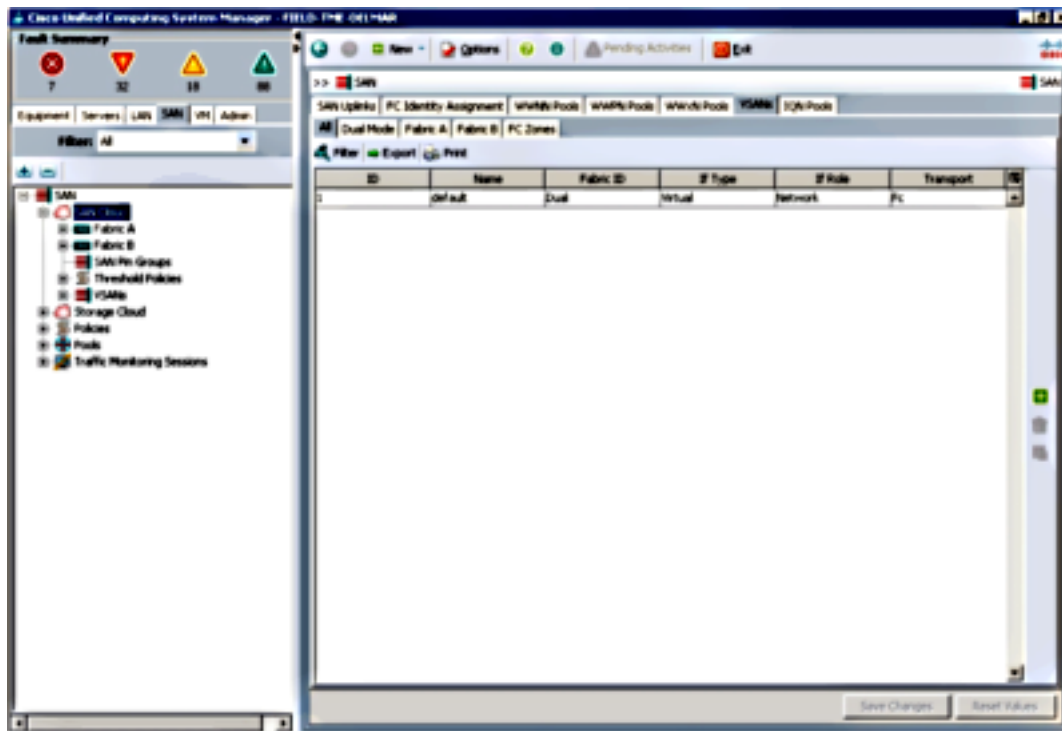 Cisco Unified Computing System Manager - FIELD-TME-DELMAR
Fault Summary
7 32 18 88
New Options Pending Activities Exit
>> SAN SAN
Equipment Servers LAN SAN VM Admin
Filter: All
SAN Uplinks FC Identity Assignment WWNN Pools WWPN Pools WWxN Pools VSANs IQN Pools
All Dual Mode Fabric A Fabric B FC Zones
Filter Export Print
ID Name Fabric ID If Type If Role Transport
1 default Dual Virtual Network Fc
SAN
SAN Cloud
Fabric A
Fabric B
SAN Pin Groups
Threshold Policies
VSANs
Storage Cloud
Policies
Pools
Traffic Monitoring Sessions
Save Changes Reset Values